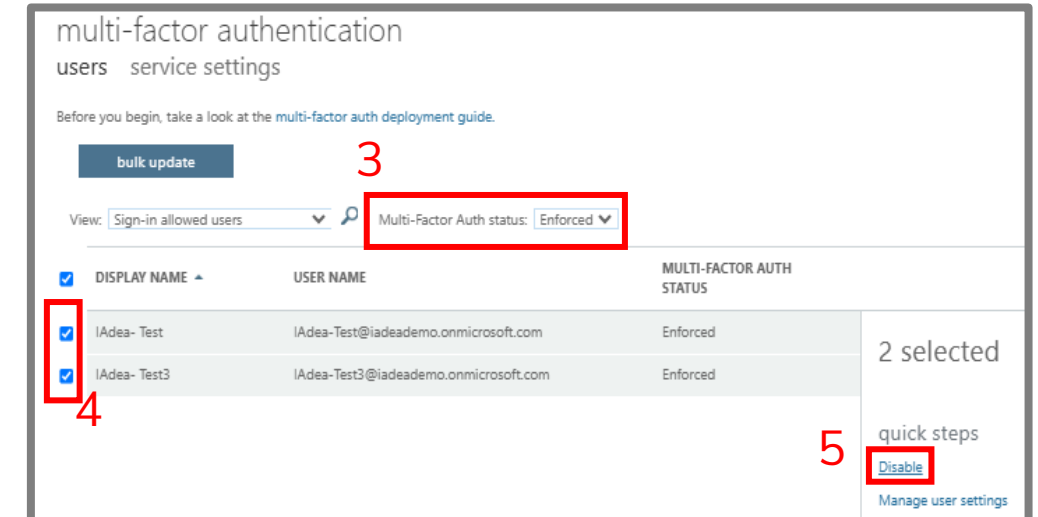 multi-factor authentication
users service settings
Before you begin, take a look at the multi-factor auth deployment guide.
bulk update
3
View: Sign-in allowed users Multi-Factor Auth status: Enforced
DISPLAY NAME USER NAME MULTI-FACTOR AUTH STATUS
IAdea- Test IAdea-Test@iadeademo.onmicrosoft.com Enforced
IAdea- Test3 IAdea-Test3@iadeademo.onmicrosoft.com Enforced
4
2 selected
quick steps
5
Disable
Manage user settings